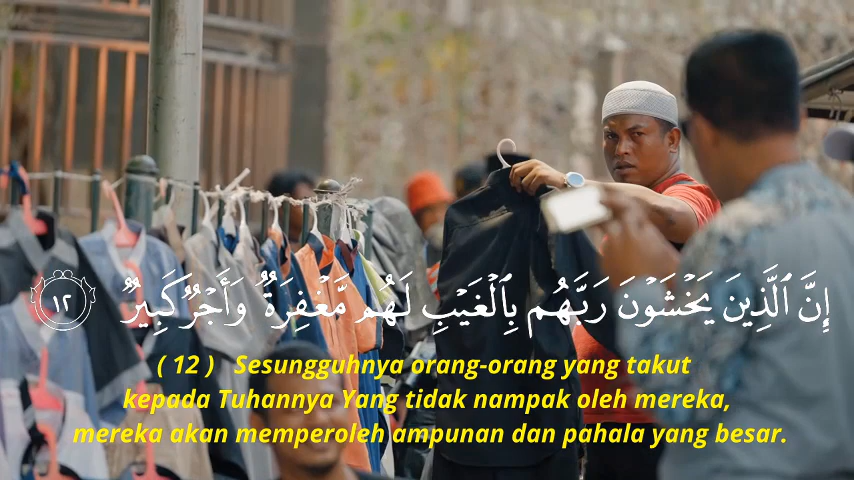 إِنَّ ٱلَّذِينَ يَخۡشَوۡنَ رَبَّهُم بِٱلۡغَيۡبِ لَهُم مَّغۡفِرَةٞ وَأَجۡرٞ كَبِيرٞ ١٢
( 12 ) Sesungguhnya orang-orang yang takut
kepada Tuhannya Yang tidak nampak oleh mereka,
mereka akan memperoleh ampunan dan pahala yang besar.